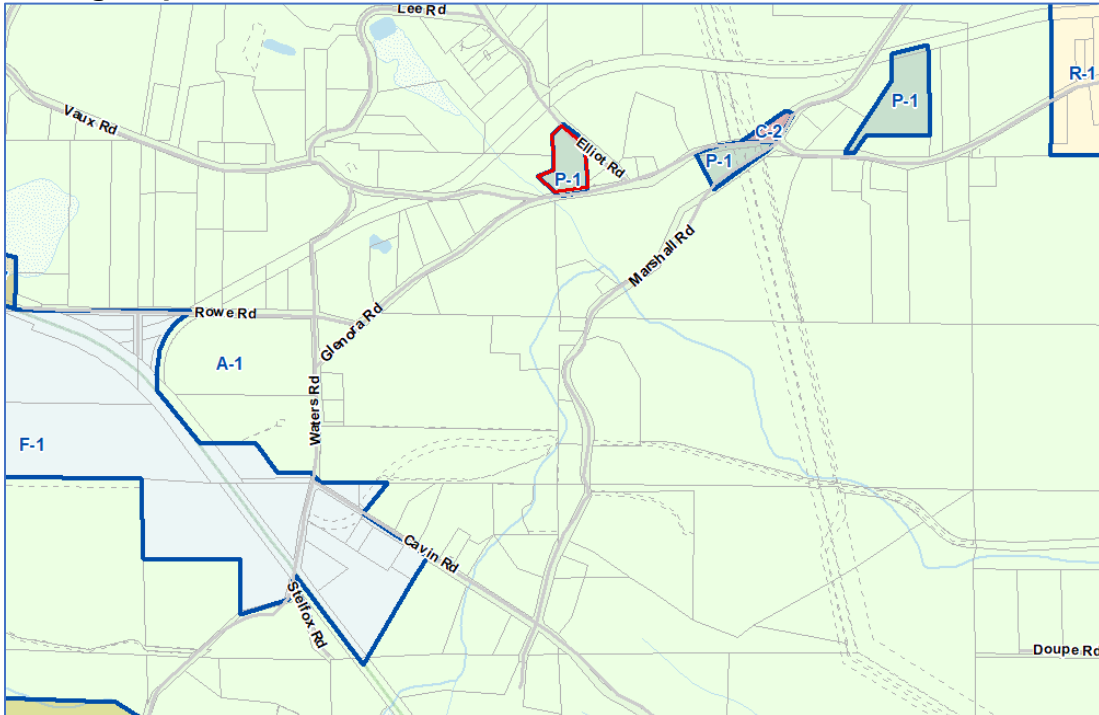 Lee Rd
R-1
P-1
Vaux Rd
C-2
Elliot Rd
P-1
P-1
Marshall Rd
Rowe Rd
Glenora Rd
A-1
Waters Rd
F-1
Cavin Rd
Stelfox Rd
Doupe Rd